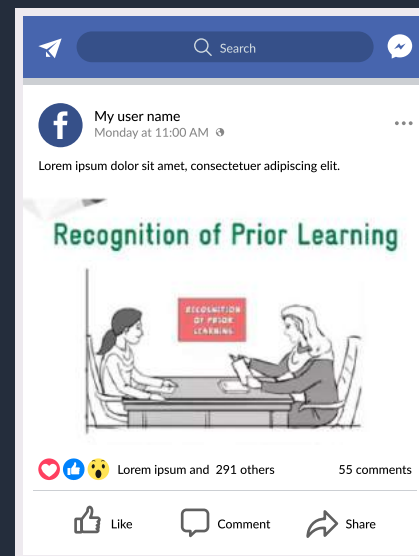 Search
My user name
Monday at 11:00 AM
Lorem ipsum dolor sit amet, consectetuer adipiscing elit.
Recognition of Prior Learning
RECOGNITION
OF PRIOR
LEARNING
Lorem ipsum and 291 others
55 comments
Like
Comment
Share